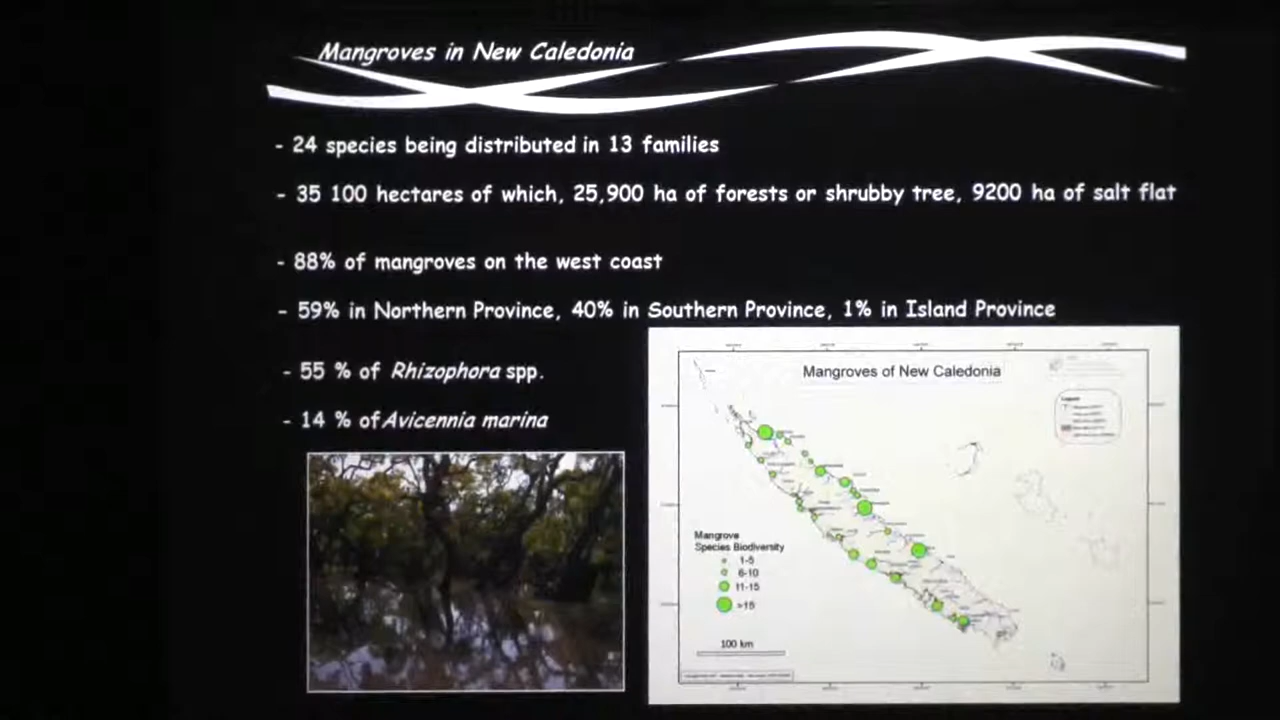 Mangroves in New Caledonia
- 24 species being distributed in 13 families
- 35 100 hectares of which, 25,900 ha of forests or shrubby tree, 9200 ha of salt flat
- 88% of mangroves on the west coast
- 59% in Northern Province, 40% in Southern Province, 1% in Island Province
- 55 % of Rhizophora spp.
- 14 % of Avicennia marina
Mangroves of New Caledonia
Mangrove
Species Biodiversity
1-5
6-10
11-15
>15
100 km